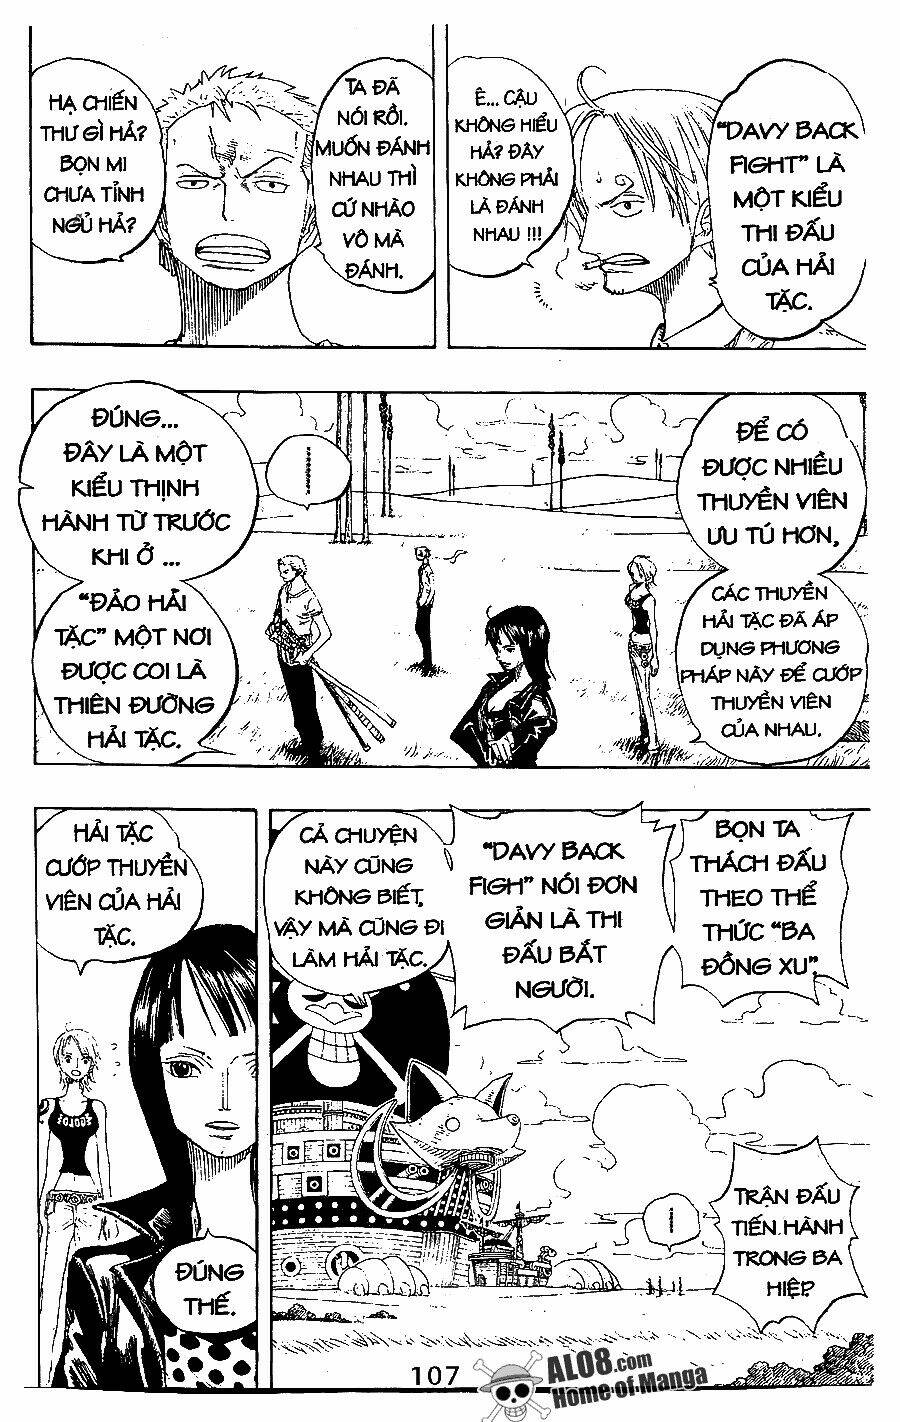 "DAVY BACK
FIGHT" LÀ
MỘT KIỂU
THI ĐẤU
CỦA HẢI
TẶC.
Ê... CẬU
KHÔNG HIỂU
HẢ? ĐÂY
KHÔNG PHẢI
LÀ ĐÁNH
NHAU !!!
TA ĐÃ
NÓI RỒI.
MUỐN ĐÁNH
NHAU THÌ
CỨ NHÀO
VÔ MÀ
ĐÁNH.
HẠ CHIẾN
THƯ GÌ HẢ?
BỌN MI
CHƯA TỈNH
NGỦ HẢ?
ĐỂ CÓ
ĐƯỢC NHIỀU
THUYỀN VIÊN
ƯU TÚ HƠN,
CÁC THUYỀN
HẢI TẶC ĐÃ ÁP
DỤNG PHƯƠNG
PHÁP NÀY ĐỂ CƯỚP
THUYỀN VIÊN
CỦA NHAU.
ĐÚNG...
ĐÂY LÀ MỘT
KIỂU THỊNH
HÀNH TỪ TRƯỚC
KHI Ở ...
"ĐẢO HẢI
TẶC" MỘT NƠI
ĐƯỢC COI LÀ
THIÊN ĐƯỜNG
HẢI TẶC.
BỌN TA
THÁCH ĐẤU
THEO THỂ
THỨC "BA
ĐỒNG XU".
"DAVY BACK
FIGH" NÓI ĐƠN
GIẢN LÀ THI
ĐẤU BẮT
NGƯỜI.
CẢ CHUYỆN
NÀY CŨNG
KHÔNG BIẾT,
VẬY MÀ CŨNG ĐI
LÀM HẢI TẶC.
TRẬN ĐẤU
TIẾN HÀNH
TRONG BA
HIỆP?
HẢI TẶC
CƯỚP THUYỀN
VIÊN CỦA HẢI
TẶC.
ĐÚNG
THẾ.
107
ALO8.com
Home of Manga